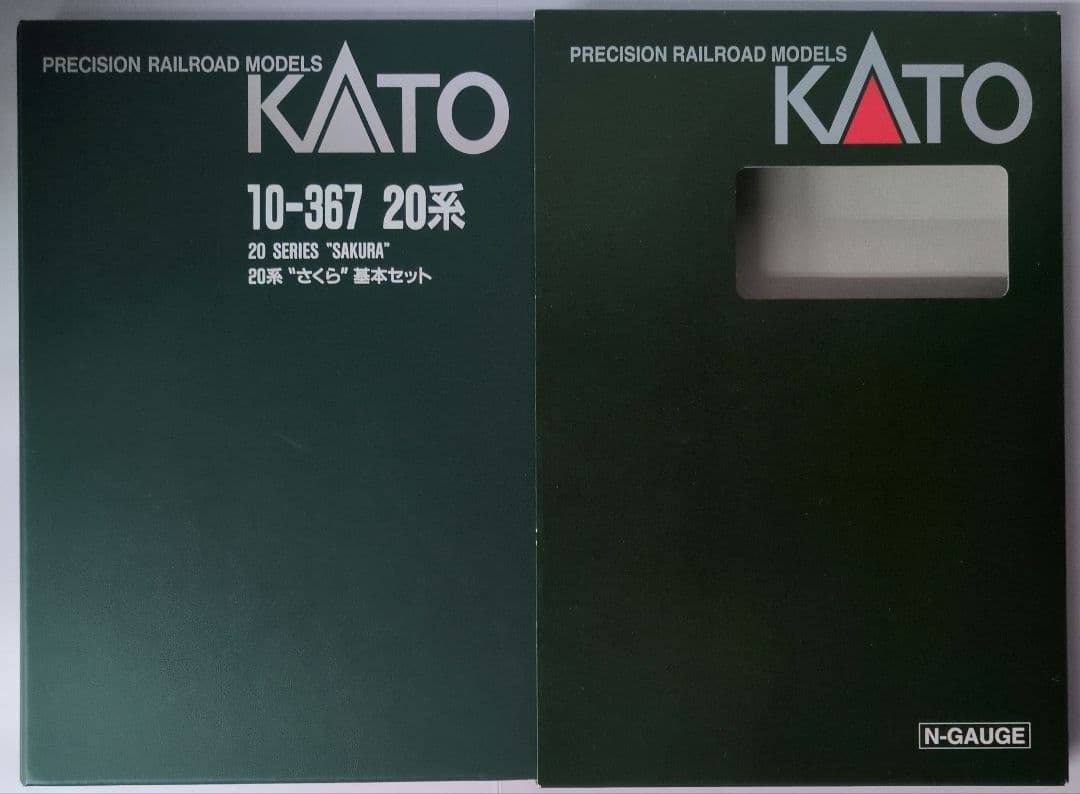 PRECISION RAILROAD MODELS
KATO
10-367 20系
20 SERIES "SAKURA"
20系 "さくら" 基本セット
PRECISION RAILROAD MODELS
KATO
N-GAUGE